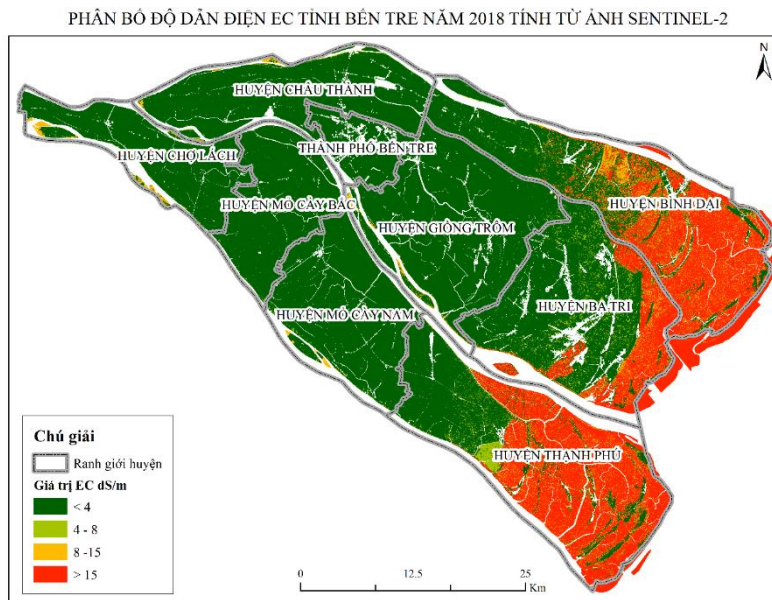 PHÂN BỐ ĐỘ DẪN ĐIỆN EC TỈNH BẾN TRE NĂM 2018 TÍNH TỪ ẢNH SENTINEL-2
N
HUYỆN CHÂU THÀNH
THÀNH PHỐ BẾN TRE
HUYỆN CHỢ LÁCH
HUYỆN BÌNH ĐẠI
HUYỆN MỎ CÀY BẮC
HUYỆN GIỒNG TRÔM
HUYỆN BA TRI
HUYỆN MỎ CÀY NAM
HUYỆN THẠNH PHÚ
Chú giải
Ranh giới huyện
Giá trị EC dS/m
< 4
4 - 8
8 -15
> 15
0 12.5 25
Km